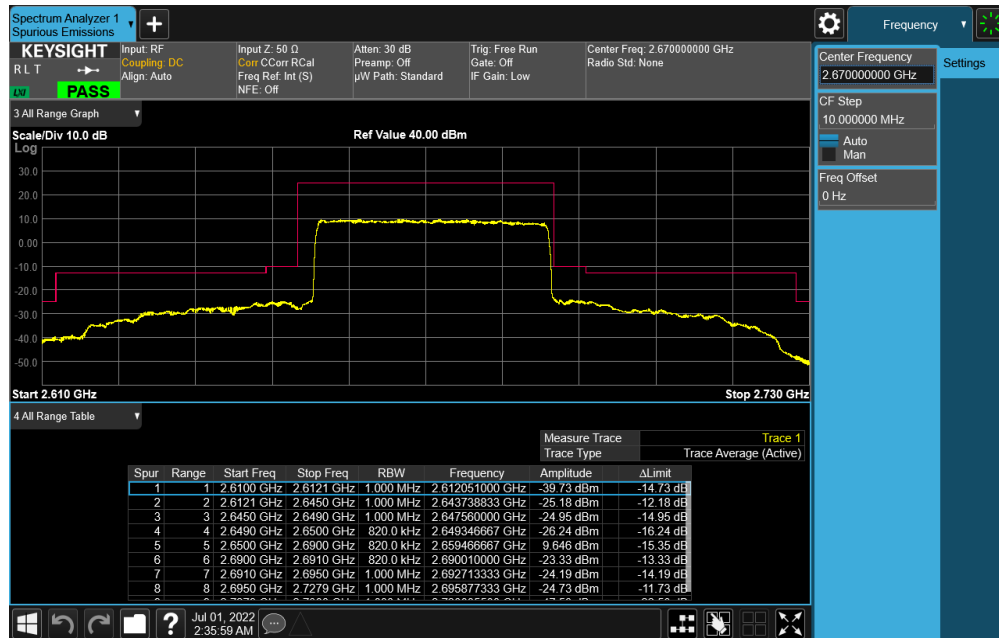 Spectrum Analyzer 1
Spurious Emissions
+
Frequency
KEYSIGHT
R L T
LXI
PASS
Input: RF
Coupling: DC
Align: Auto
Input Z: 50 Ω
Corr CCorr RCal
Freq Ref: Int (S)
NFE: Off
Atten: 30 dB
Preamp: Off
µW Path: Standard
Trig: Free Run
Gate: Off
IF Gain: Low
Center Freq: 2.670000000 GHz
Radio Std: None
Center Frequency
2.670000000 GHz
Settings
CF Step
10.000000 MHz
Auto
Man
Freq Offset
0 Hz
3 All Range Graph
Scale/Div 10.0 dB
Ref Value 40.00 dBm
Log
30.0
20.0
10.0
0.00
-10.0
-20.0
-30.0
-40.0
-50.0
Start 2.610 GHz
Stop 2.730 GHz
4 All Range Table
Measure Trace Trace 1
Trace Type Trace Average (Active)
Spur Range Start Freq Stop Freq RBW Frequency Amplitude ΔLimit
1 1 2.6100 GHz 2.6121 GHz 1.000 MHz 2.612051000 GHz -39.73 dBm -14.73 dB
2 2 2.6121 GHz 2.6450 GHz 1.000 MHz 2.643738833 GHz -25.18 dBm -12.18 dB
3 3 2.6450 GHz 2.6490 GHz 1.000 MHz 2.647560000 GHz -24.95 dBm -14.95 dB
4 4 2.6490 GHz 2.6500 GHz 820.0 kHz 2.649346667 GHz -26.24 dBm -16.24 dB
5 5 2.6500 GHz 2.6900 GHz 820.0 kHz 2.659466667 GHz 9.646 dBm -15.35 dB
6 6 2.6900 GHz 2.6910 GHz 820.0 kHz 2.690010000 GHz -23.33 dBm -13.33 dB
7 7 2.6910 GHz 2.6950 GHz 1.000 MHz 2.692713333 GHz -24.19 dBm -14.19 dB
8 8 2.6950 GHz 2.7279 GHz 1.000 MHz 2.695877333 GHz -24.73 dBm -11.73 dB
?
Jul 01, 2022
2:35:59 AM